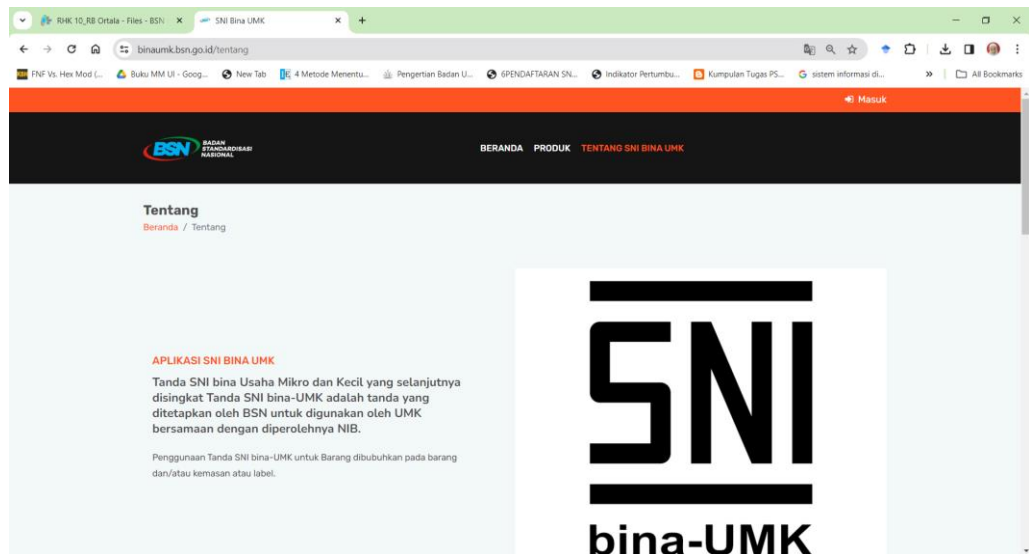 RHK 10_RB Ortala - Files - BSN
SNI Bina UMK
binaumk.bsn.go.id/tentang
FNF Vs. Hex Mod (...
Buku MM UI - Goog...
New Tab
4 Metode Menentu...
Pengertian Badan U...
6PENDAFTARAN SN...
Indikator Pertumbu...
Kumpulan Tugas PS...
sistem informasi di...
All Bookmarks
Masuk
BSN
BADAN
STANDARDISASI
NASIONAL
BERANDA PRODUK TENTANG SNI BINA UMK
Tentang
Beranda / Tentang
APLIKASI SNI BINA UMK
Tanda SNI bina Usaha Mikro dan Kecil yang selanjutnya
disingkat Tanda SNI bina-UMK adalah tanda yang
ditetapkan oleh BSN untuk digunakan oleh UMK
bersamaan dengan diperolehnya NIB.
Penggunaan Tanda SNI bina-UMK untuk Barang dibubuhkan pada barang
dan/atau kemasan atau label.
SNI
bina-UMK